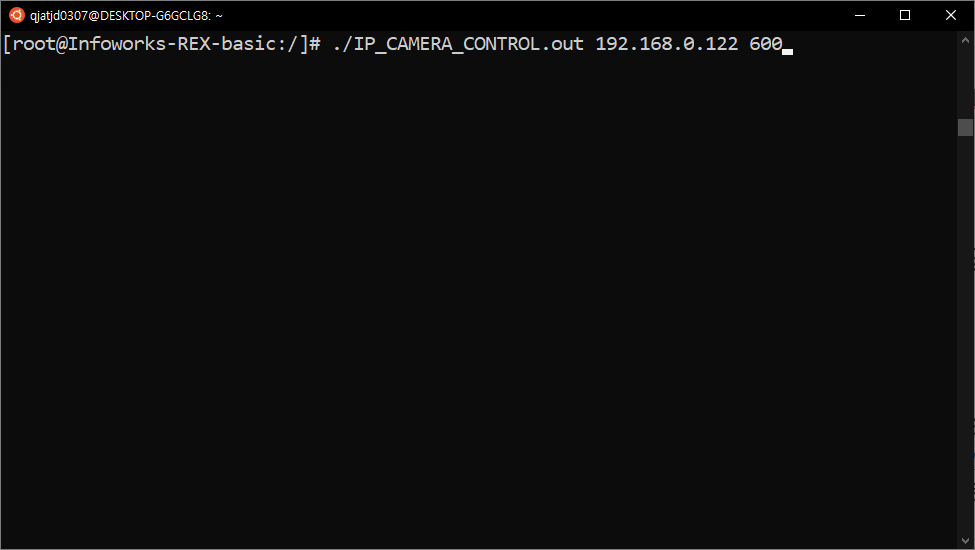 qjatjd0307@DESKTOP-G6GCLG8: ~
[root@Infoworks-REX-basic:/]# ./IP_CAMERA_CONTROL.out 192.168.0.122 600